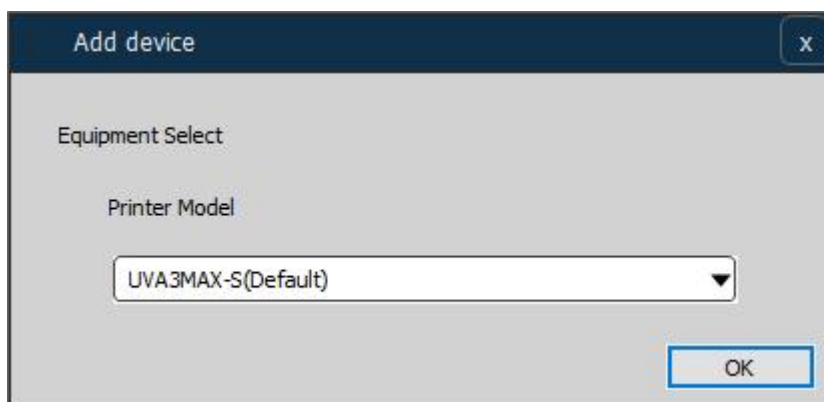 Add device
x
Equipment Select
Printer Model
UVA3MAX-S(Default)
OK